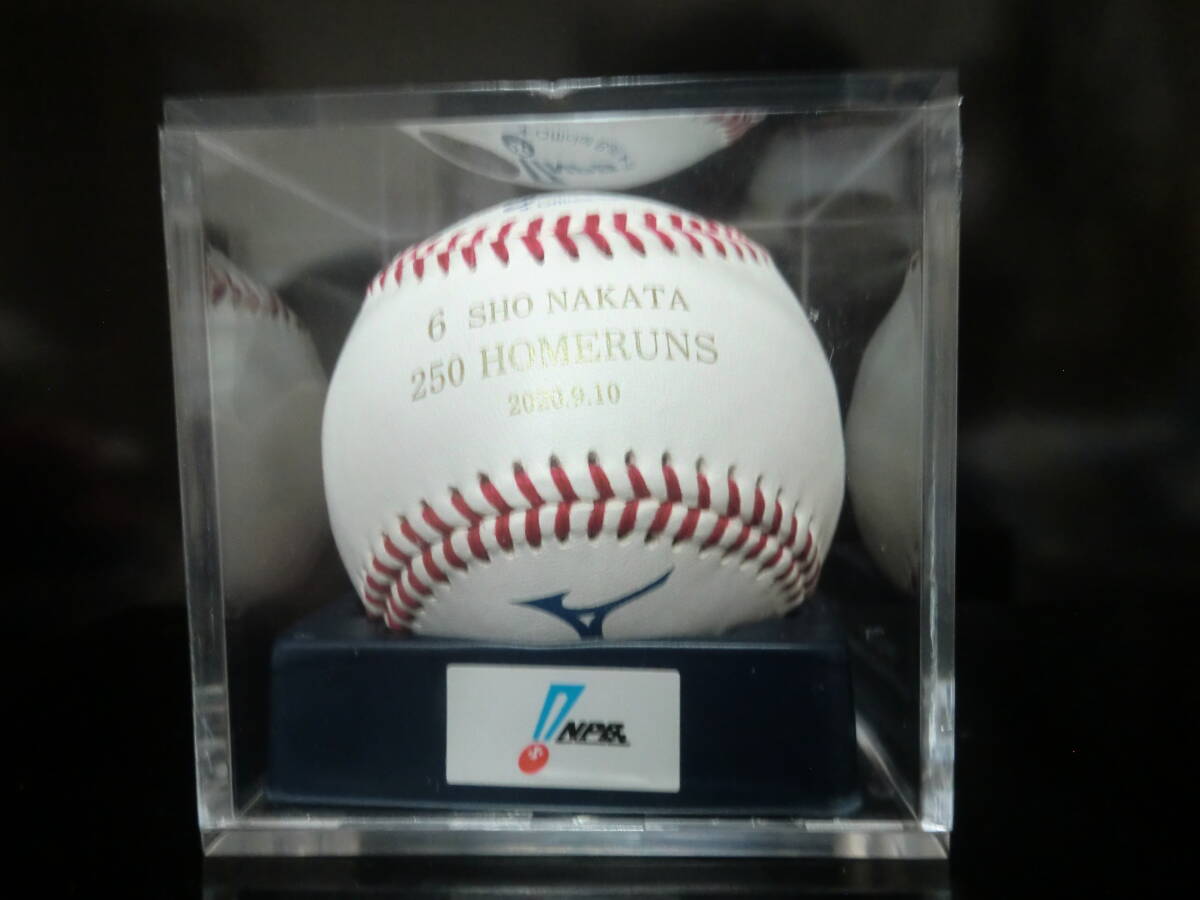 6 SHO NAKATA
250 HOMERUNS
2020.9.10
NPB